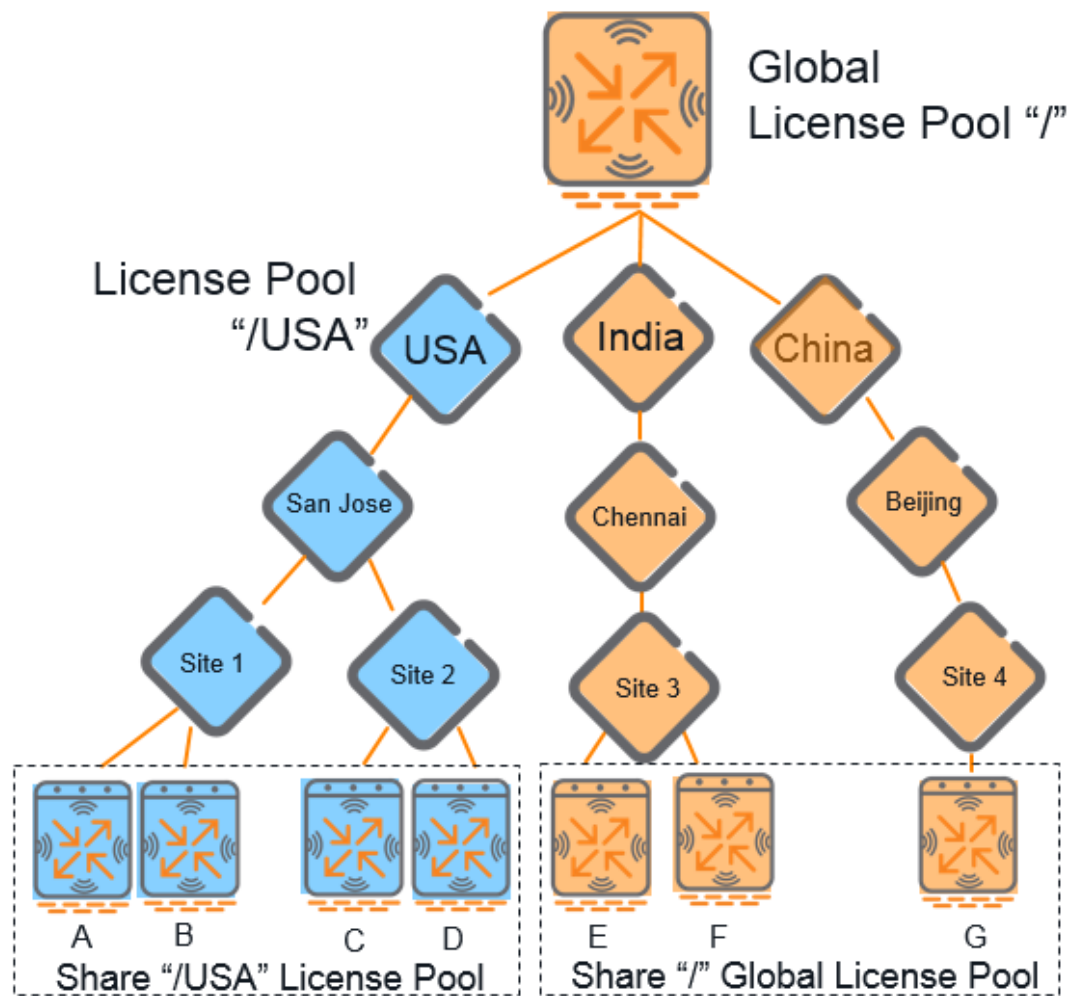 Global
License Pool “/”
License Pool
“/USA”
USA
India
China
San Jose
Chennai
Beijing
Site 1
Site 2
Site 3
Site 4
A
B
C
D
E
F
G
Share “/USA” License Pool
Share “/” Global License Pool